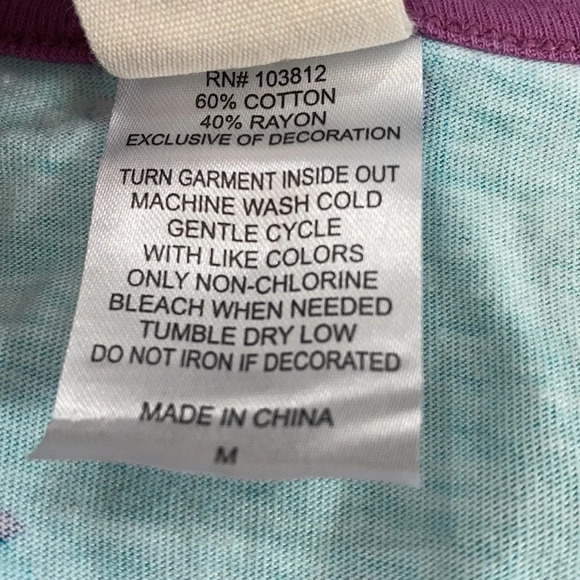 RN# 103812
60% COTTON
40% RAYON
EXCLUSIVE OF DECORATION
TURN GARMENT INSIDE OUT
MACHINE WASH COLD
GENTLE CYCLE
WITH LIKE COLORS
ONLY NON-CHLORINE
BLEACH WHEN NEEDED
TUMBLE DRY LOW
DO NOT IRON IF DECORATED
MADE IN CHINA
M